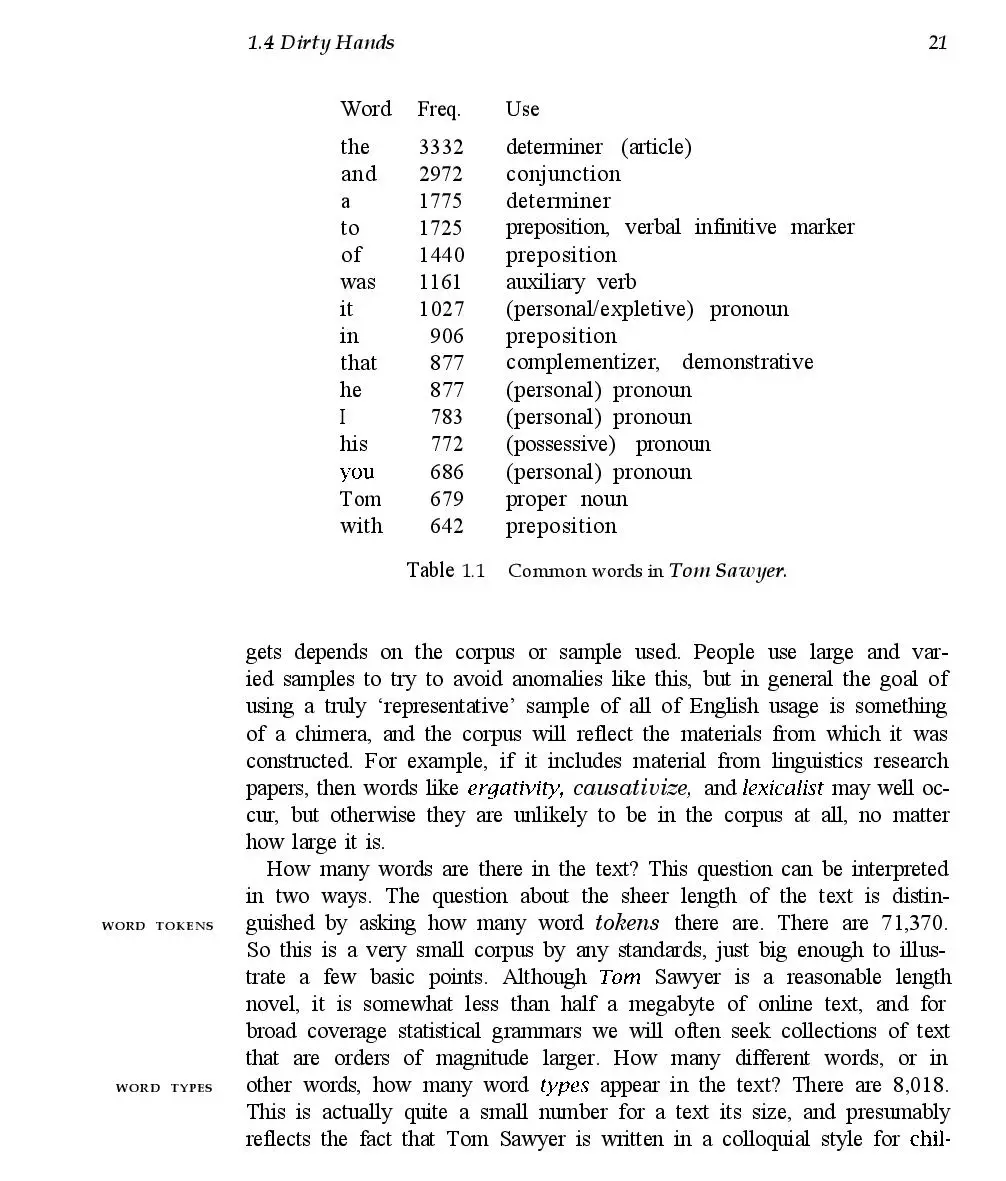 1.4 Dirty Hands 21
Word Freq. Use
the 3332 determiner (article)
and 2972 conjunction
a 1775 determiner
to 1725 preposition, verbal infinitive marker
of 1440 preposition
was 1161 auxiliary verb
it 1027 (personal/expletive) pronoun
in 906 preposition
that 877 complementizer, demonstrative
he 877 (personal) pronoun
I 783 (personal) pronoun
his 772 (possessive) pronoun
you 686 (personal) pronoun
Tom 679 proper noun
with 642 preposition
Table 1.1 Common words in Tom Sawyer.
gets depends on the corpus or sample used. People use large and var-
ied samples to try to avoid anomalies like this, but in general the goal of
using a truly ‘representative’ sample of all of English usage is something
of a chimera, and the corpus will reflect the materials from which it was
constructed. For example, if it includes material from linguistics research
papers, then words like ergativity, causativize, and lexicalist may well oc-
cur, but otherwise they are unlikely to be in the corpus at all, no matter
how large it is.
How many words are there in the text? This question can be interpreted
in two ways. The question about the sheer length of the text is distin-
WORD TOKENS guished by asking how many word tokens there are. There are 71,370.
So this is a very small corpus by any standards, just big enough to illus-
trate a few basic points. Although Tom Sawyer is a reasonable length
novel, it is somewhat less than half a megabyte of online text, and for
broad coverage statistical grammars we will often seek collections of text
that are orders of magnitude larger. How many different words, or in
WORD TYPES other words, how many word types appear in the text? There are 8,018.
This is actually quite a small number for a text its size, and presumably
reflects the fact that Tom Sawyer is written in a colloquial style for chil-